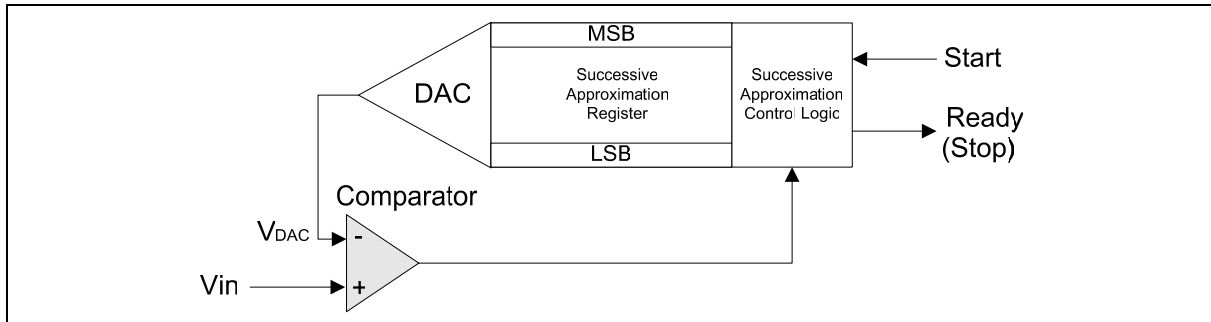 MSB
DAC
Successive
Approximation
Register
LSB
Successive
Approximation
Control Logic
Start
Ready
(Stop)
Comparator
VDAC
-
Vin
+